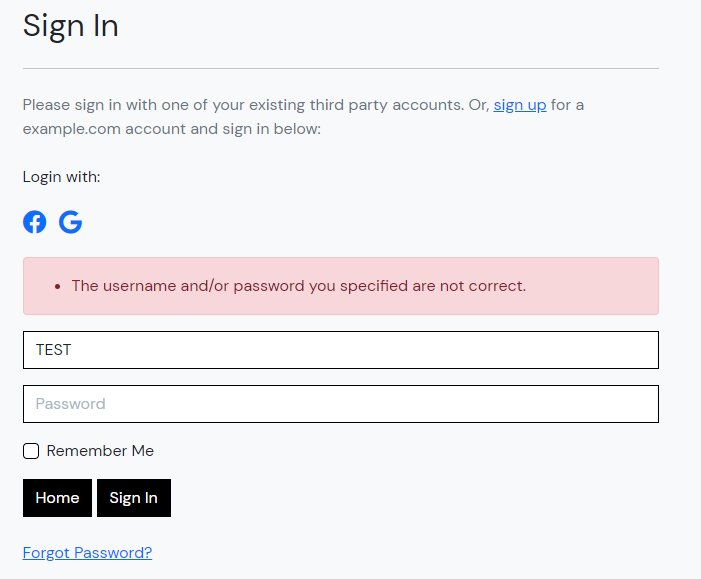 Sign In
Please sign in with one of your existing third party accounts. Or, sign up for a
example.com account and sign in below:
Login with:
The username and/or password you specified are not correct.
TEST
Password
Remember Me
Home Sign In
Forgot Password?